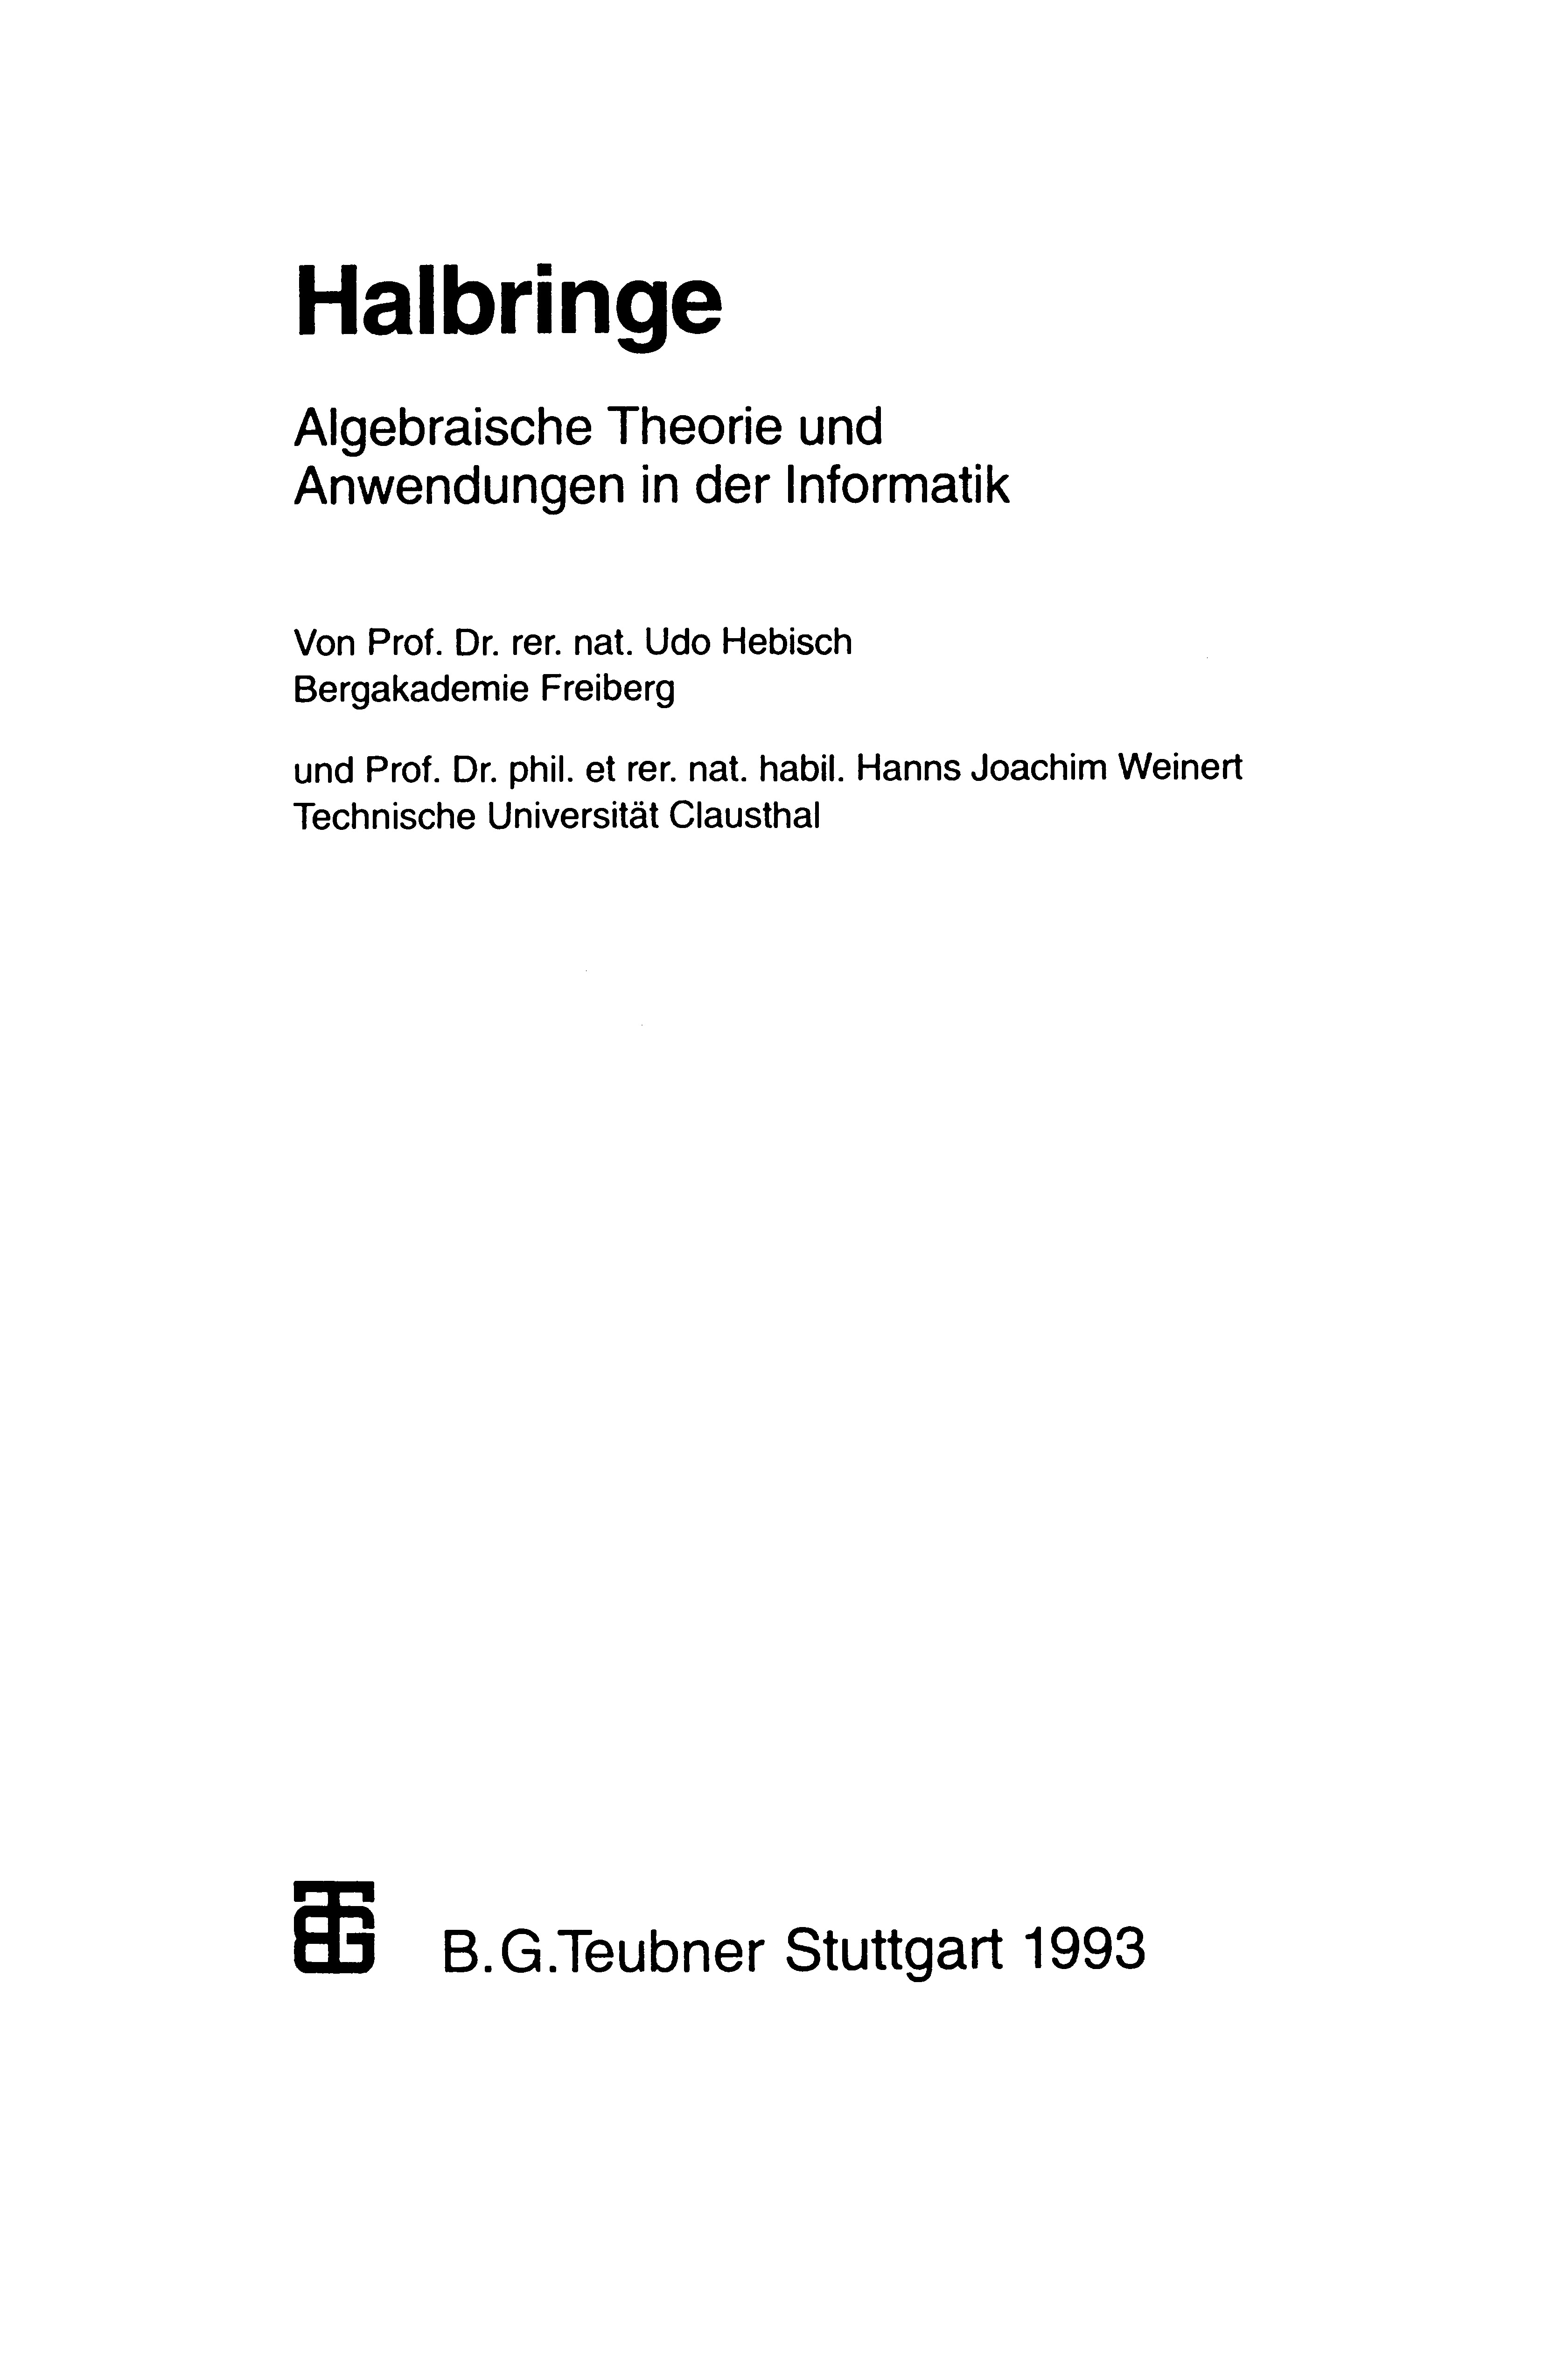 Halbringe
Algebraische Theorie und
Anwendungen in der Informatik
Von Prof. Dr. rer. nat. Udo Hebisch
Bergakademie Freiberg
und Prof. Dr. phil. et rer. nat. habil. Hanns Joachim Weinert
Technische Universität Clausthal
B.G.Teubner Stuttgart 1993